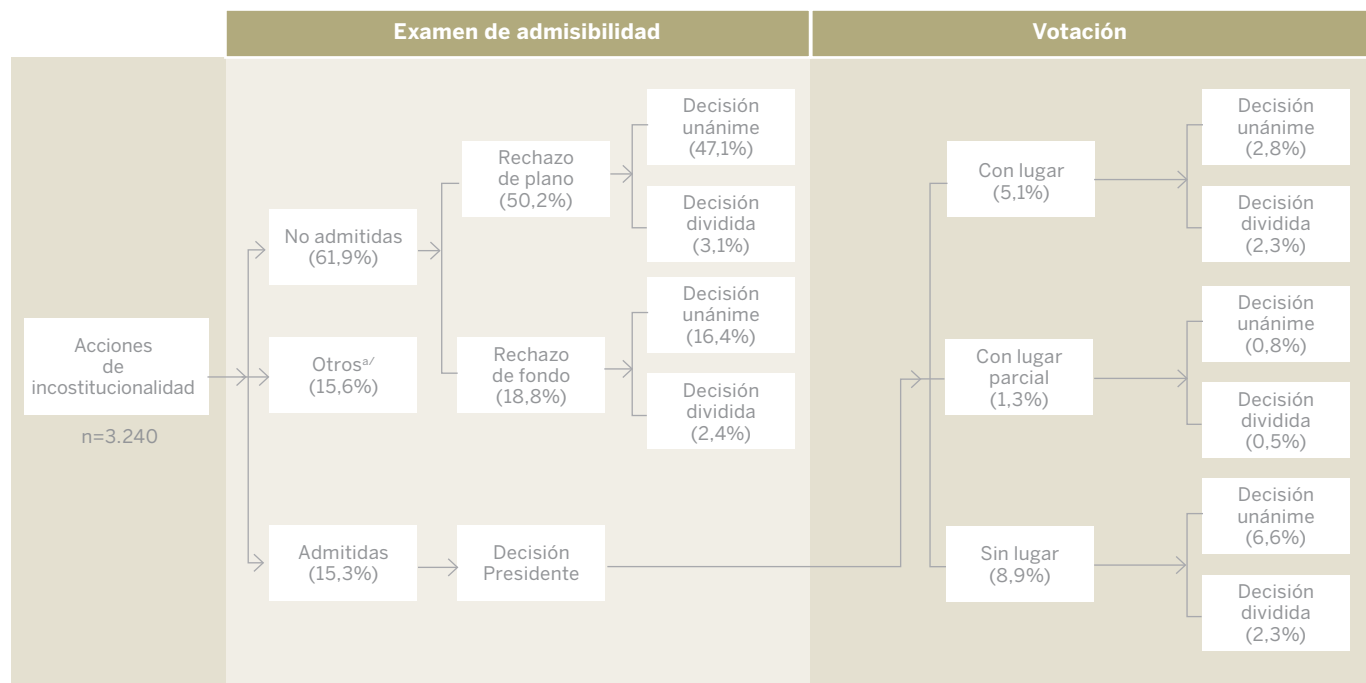 Examen de admisibilidad
Votación
Acciones
de
incostitucionalidad
n=3.240
No admitidas
(61,9%)
Otrosa/
(15,6%)
Admitidas
(15,3%)
Rechazo
de plano
(50,2%)
Rechazo
de fondo
(18,8%)
Decisión
Presidente
Decisión
unánime
(47,1%)
Decisión
dividida
(3,1%)
Decisión
unánime
(16,4%)
Decisión
dividida
(2,4%)
Con lugar
(5,1%)
Con lugar
parcial
(1,3%)
Sin lugar
(8,9%)
Decisión
unánime
(2,8%)
Decisión
dividida
(2,3%)
Decisión
unánime
(0,8%)
Decisión
dividida
(0,5%)
Decisión
unánime
(6,6%)
Decisión
dividida
(2,3%)